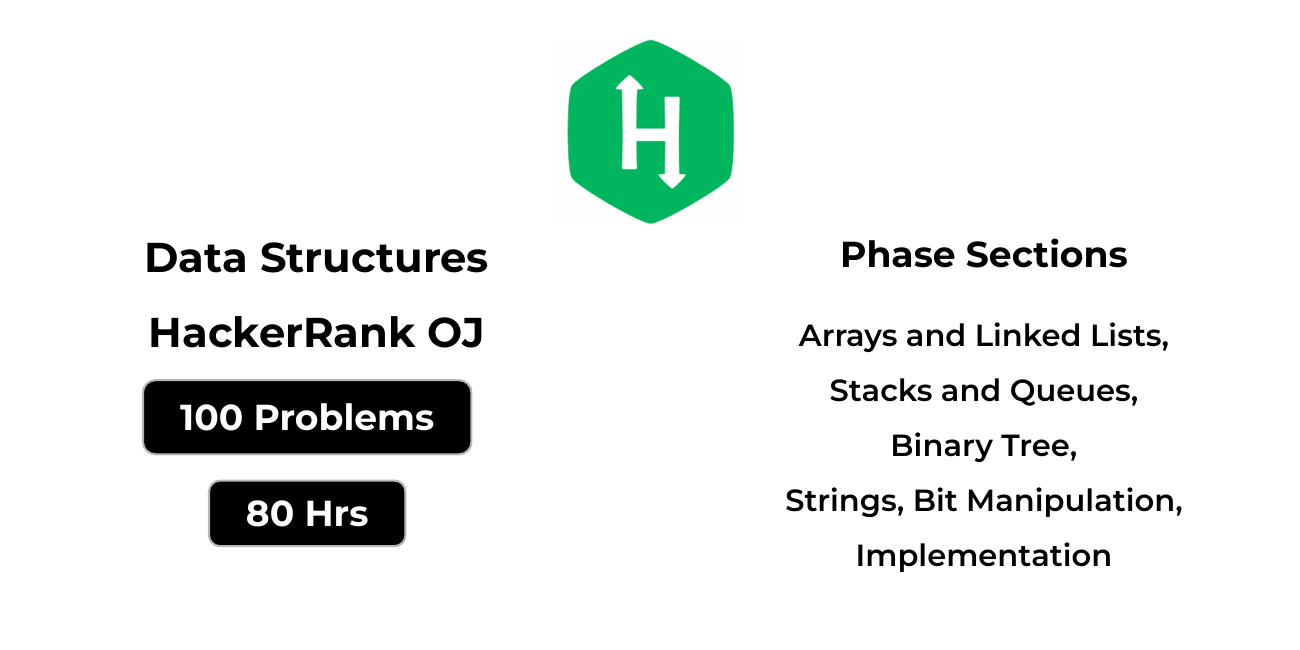 H
Data Structures
HackerRank OJ
100 Problems
80 Hrs
Phase Sections
Arrays and Linked Lists,
Stacks and Queues,
Binary Tree,
Strings, Bit Manipulation,
Implementation